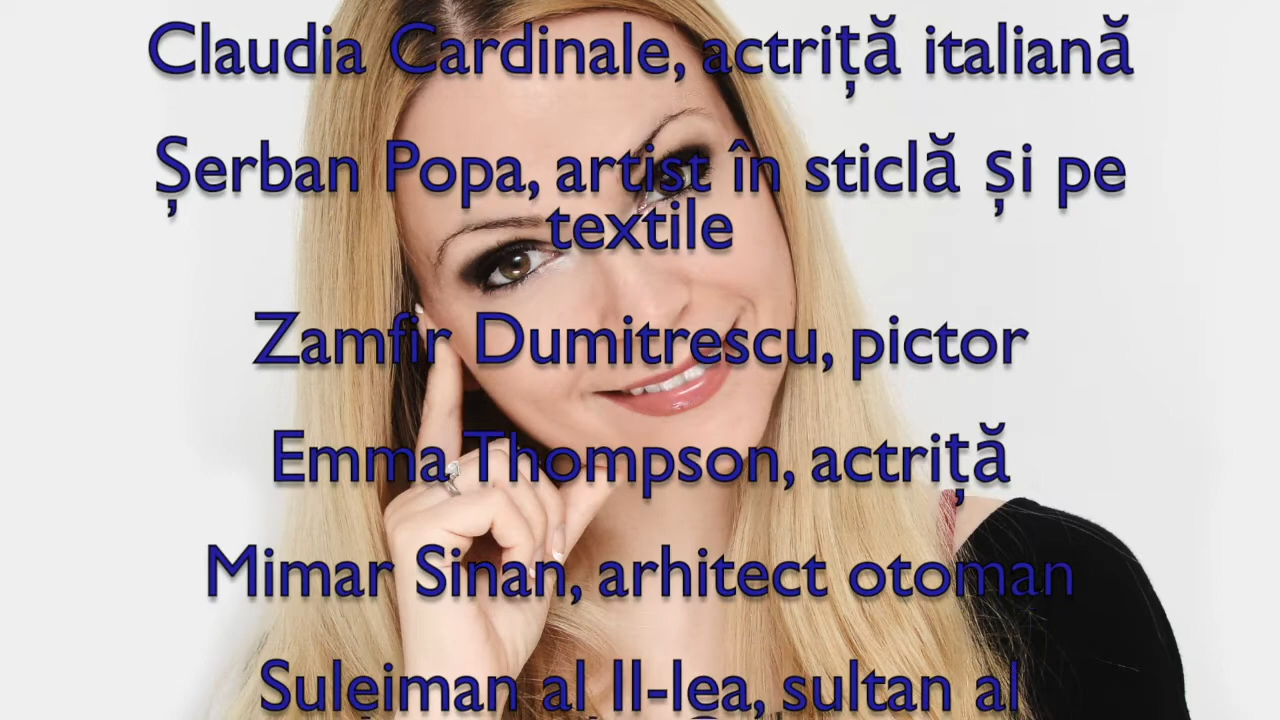 Claudia Cardinale, actriță italiană
Șerban Popa, artist în sticlă și pe
textile
Zamfir Dumitrescu, pictor
Emma Thompson, actriță
Mimar Sinan, arhitect otoman
Suleiman al II-lea, sultan al